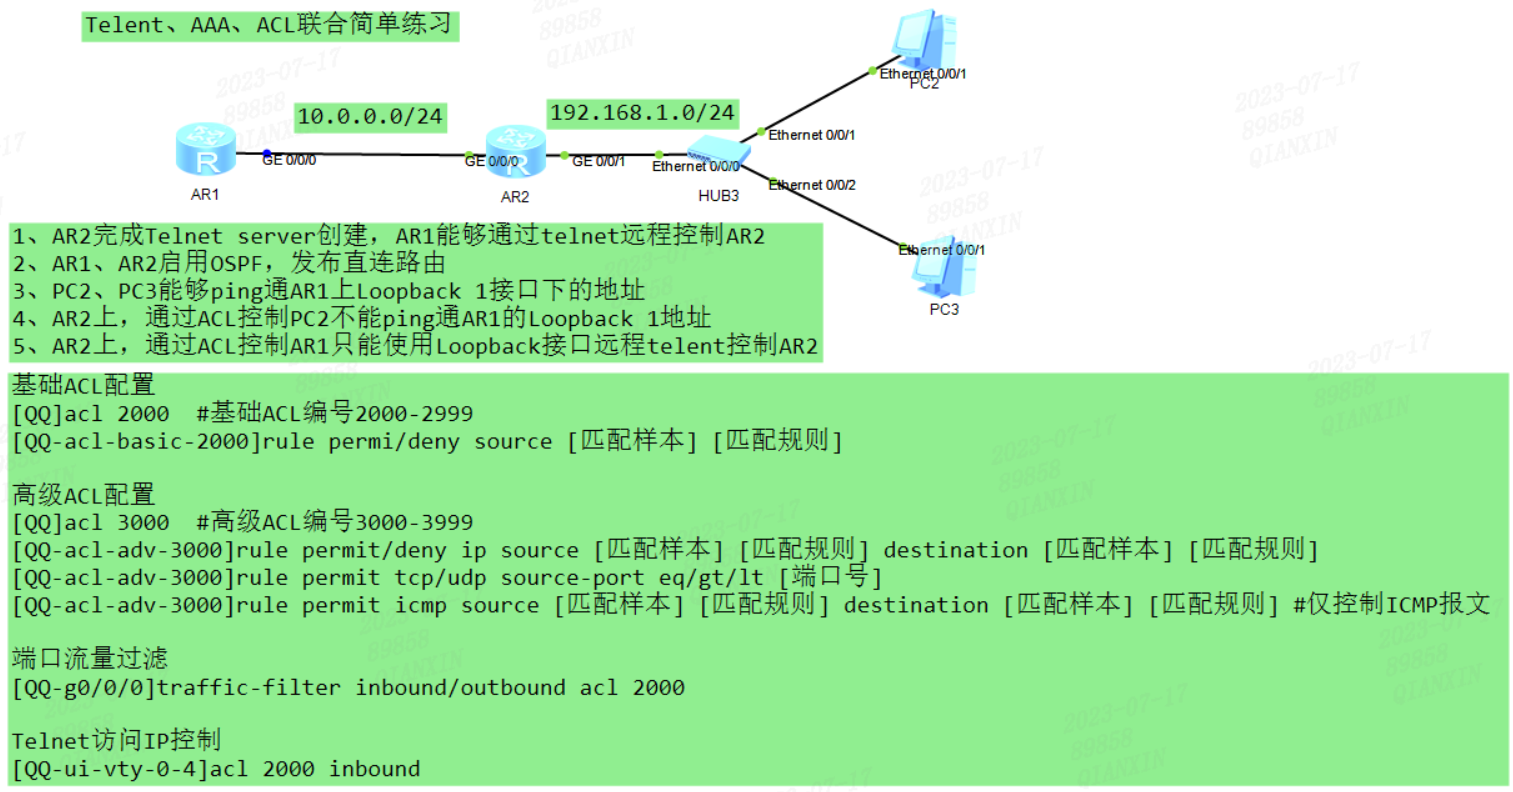 Telent、AAA、ACL联合简单练习
10.0.0.0/24
192.168.1.0/24
Ethernet 0/0/1
PC2
Ethernet 0/0/1
GE 0/0/0
GE 0/0/0
GE 0/0/1
Ethernet 0/0/0
Ethernet 0/0/2
AR1
AR2
HUB3
Ethernet 0/0/1
PC3
1、AR2完成Telnet server创建，AR1能够通过telnet远程控制AR2
2、AR1、AR2启用OSPF，发布直连路由
3、PC2、PC3能够ping通AR1上Loopback 1接口下的地址
4、AR2上，通过ACL控制PC2不能ping通AR1的Loopback 1地址
5、AR2上，通过ACL控制AR1只能使用Loopback接口远程telent控制AR2
基础ACL配置
[QQ]acl 2000  #基础ACL编号2000-2999
[QQ-acl-basic-2000]rule permi/deny source [匹配样本] [匹配规则]
高级ACL配置
[QQ]acl 3000  #高级ACL编号3000-3999
[QQ-acl-adv-3000]rule permit/deny ip source [匹配样本] [匹配规则] destination [匹配样本] [匹配规则]
[QQ-acl-adv-3000]rule permit tcp/udp source-port eq/gt/lt [端口号]
[QQ-acl-adv-3000]rule permit icmp source [匹配样本] [匹配规则] destination [匹配样本] [匹配规则] #仅控制ICMP报文
端口流量过滤
[QQ-g0/0/0]traffic-filter inbound/outbound acl 2000
Telnet访问IP控制
[QQ-ui-vty-0-4]acl 2000 inbound
2023-07-17
89858
QIANXIN